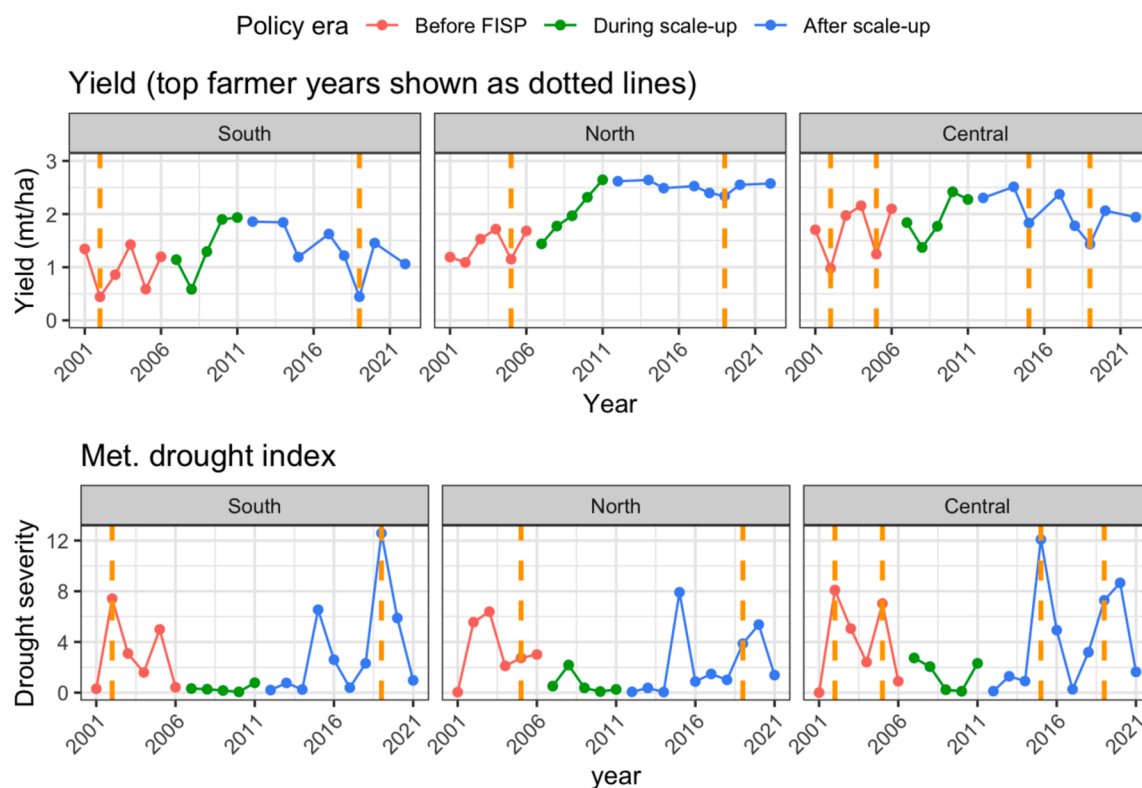 Policy era Before FISP During scale-up After scale-up
Yield (top farmer years shown as dotted lines)
South North Central
Yield (mt/ha)
3
2
1
0
2001 2006 2011 2016 2021 2001 2006 2011 2016 2021 2001 2006 2011 2016 2021
Year
Met. drought index
South North Central
Drought severity
12
8
4
0
2001 2006 2011 2016 2021 2001 2006 2011 2016 2021 2001 2006 2011 2016 2021
year